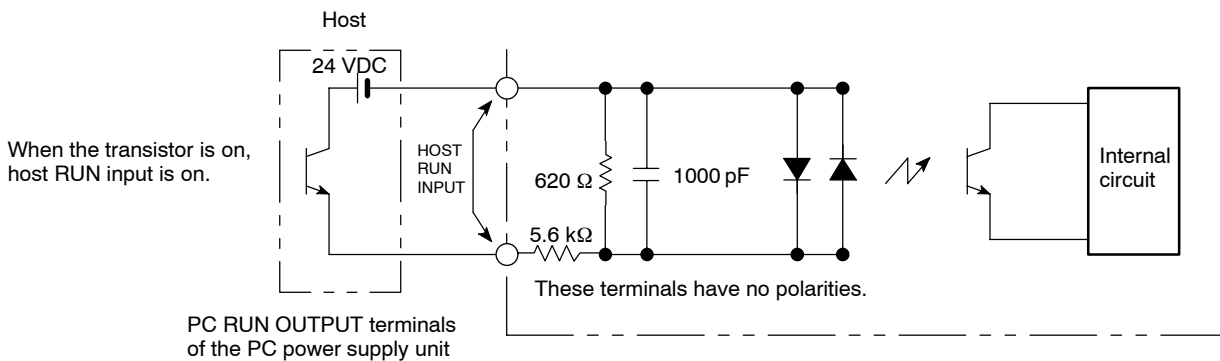 Host
24 VDC
When the transistor is on,
host RUN input is on.
HOST
RUN
INPUT
620 Ω
1000 pF
5.6 kΩ
Internal
circuit
These terminals have no polarities.
PC RUN OUTPUT terminals
of the PC power supply unit